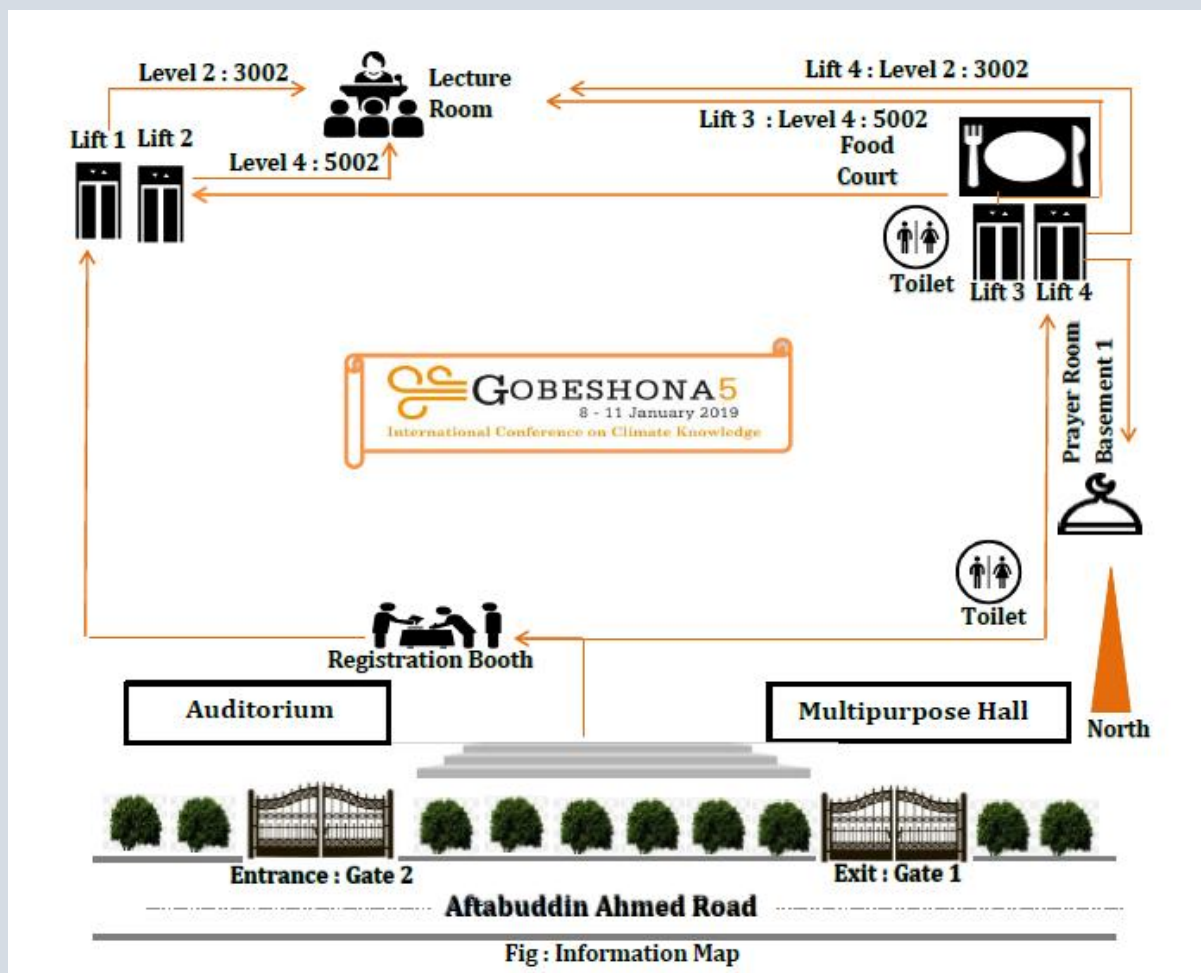 Level 2 : 3002
Lecture
Room
Lift 4 : Level 2 : 3002
Lift 3 : Level 4 : 5002
Lift 1
Lift 2
Level 4 : 5002
Food
Court
Toilet
Lift 3
Lift 4
Prayer Room
Basement 1
GOBESHONA5
8 - 11 January 2019
International Conference on Climate Knowledge
Toilet
Registration Booth
Auditorium
Multipurpose Hall
North
Entrance : Gate 2
Exit : Gate 1
Aftabuddin Ahmed Road
Fig : Information Map